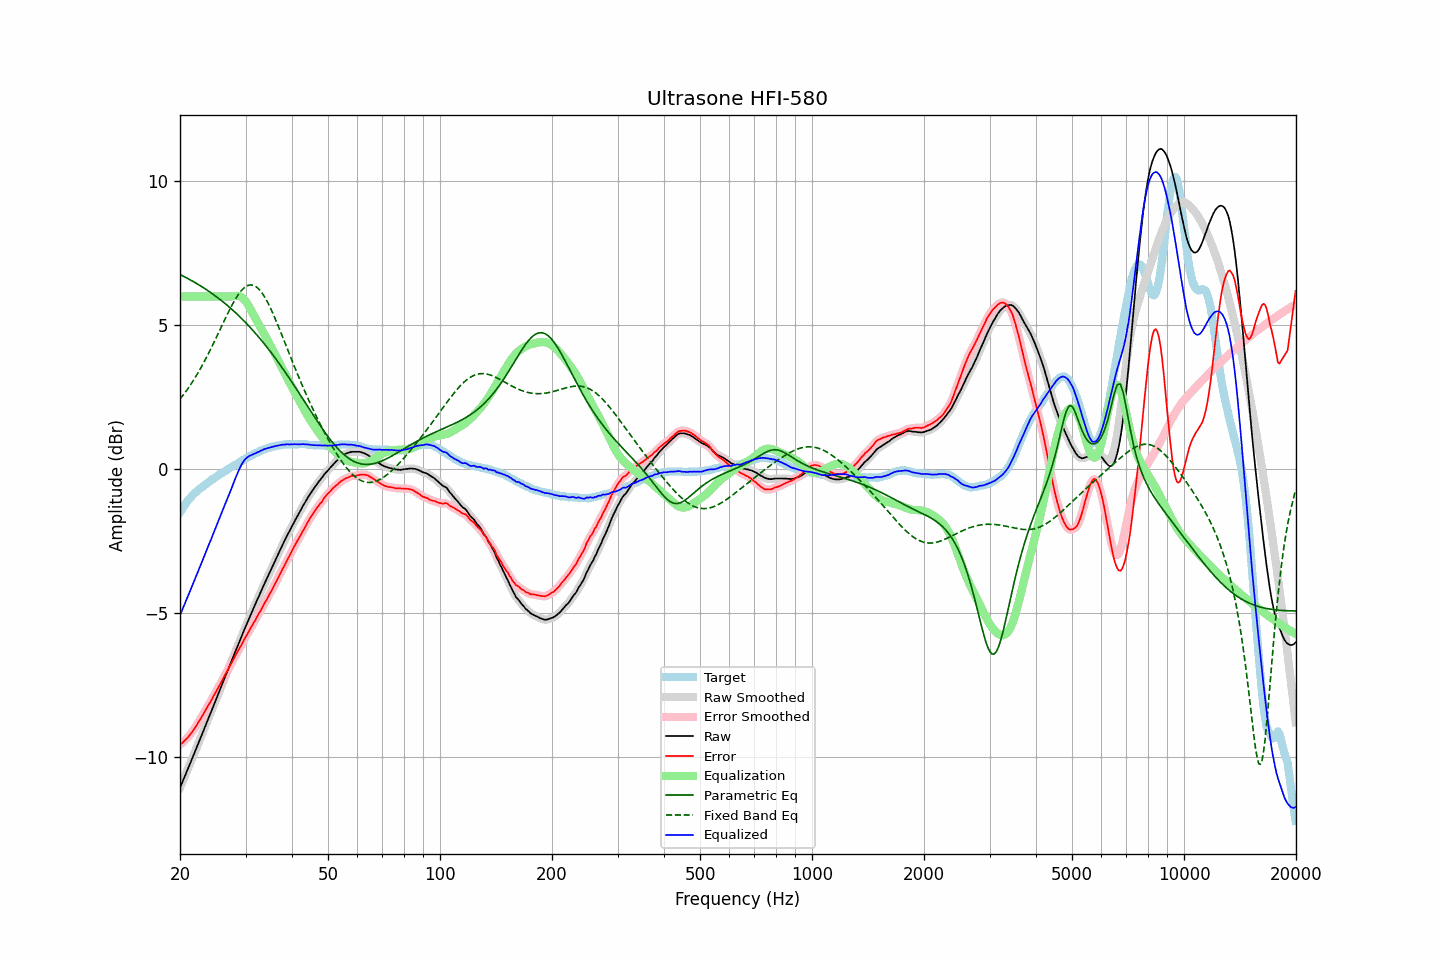 Ultrasone HFI-580
Amplitude (dBr)
10
5
0
−5
−10
Target
Raw Smoothed
Error Smoothed
Raw
Error
Equalization
Parametric Eq
Fixed Band Eq
Equalized
20 50 100 200 500 1000 2000 5000 10000 20000
Frequency (Hz)